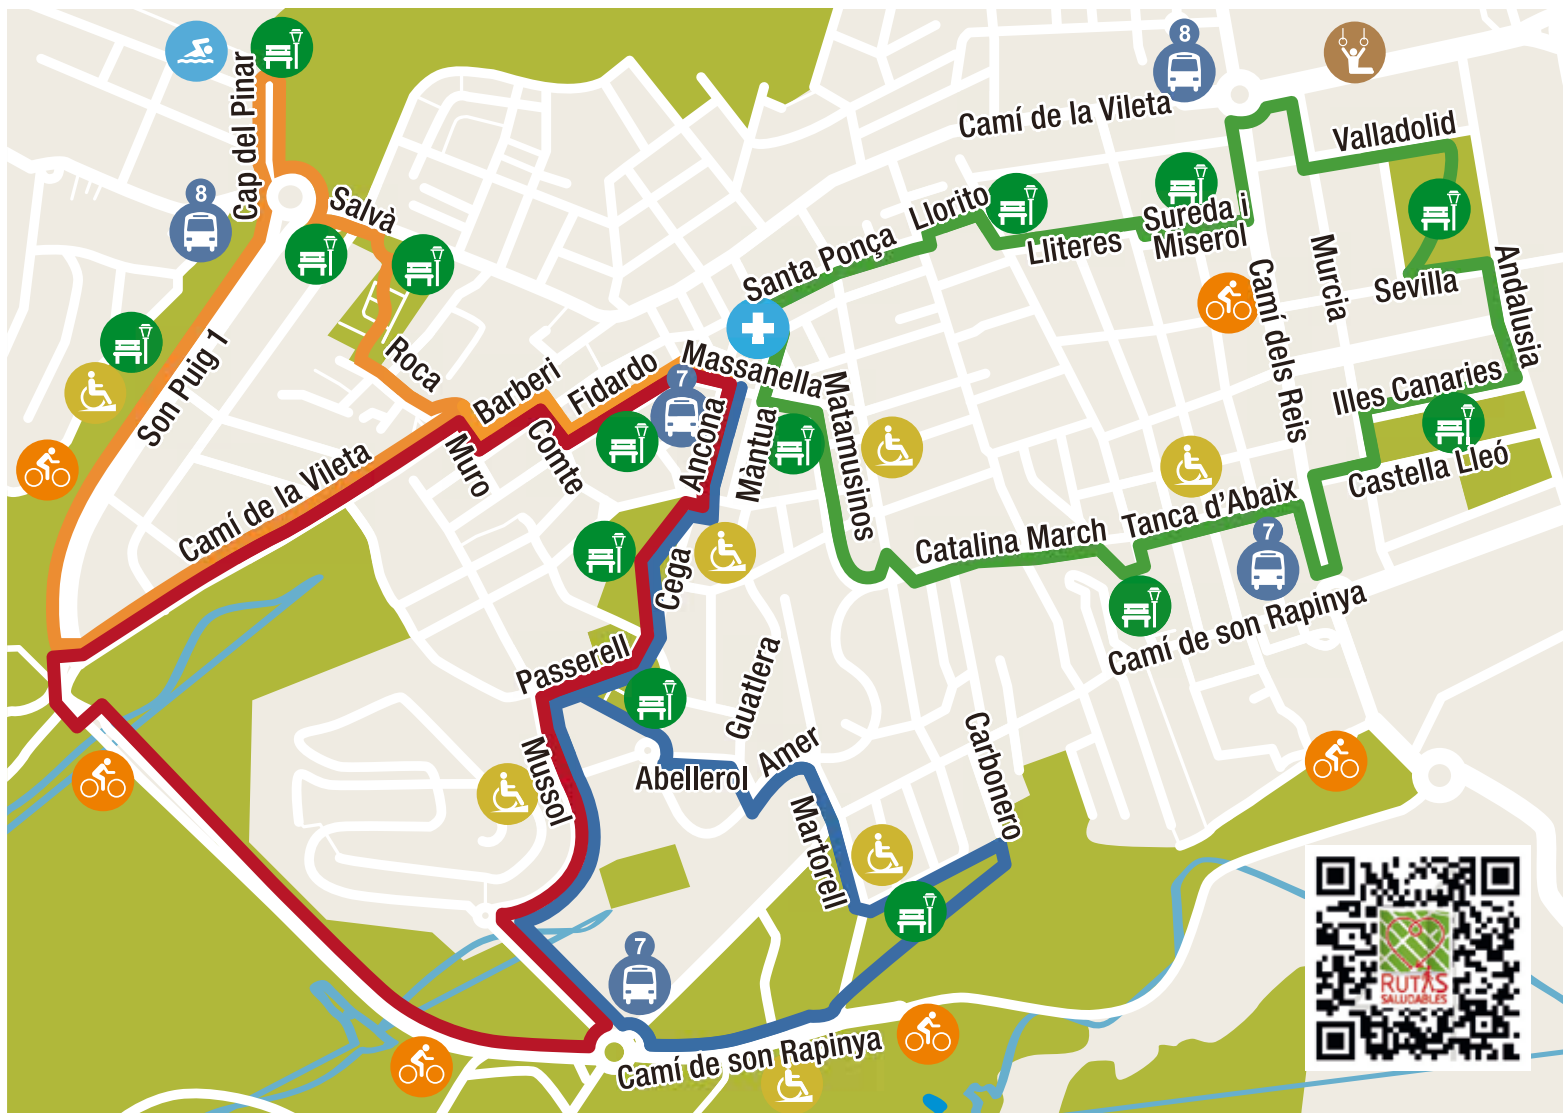 8
Camí de la Vileta
Valladolid
Cap del Pinar
8
Salvà
Llorito
Sureda i
Miserol
Lliteres
Santa Ponça
Camí dels Reis
Murcia
Sevilla
Andalusia
Son Puig 1
Roca
Barberi
Fidardo
Massanella
7
Matamusinos
Illes Canaries
Castella Lleó
Camí de la Vileta
Muro
Comte
Ancona
Màntua
Catalina March
Tanca d'Abaix
7
Cega
Camí de son Rapinya
Passerell
Guatlera
Mussol
Abellerol
Amer
Martorell
Carbonero
7
Camí de son Rapinya
RUTAS
SALUDABLES